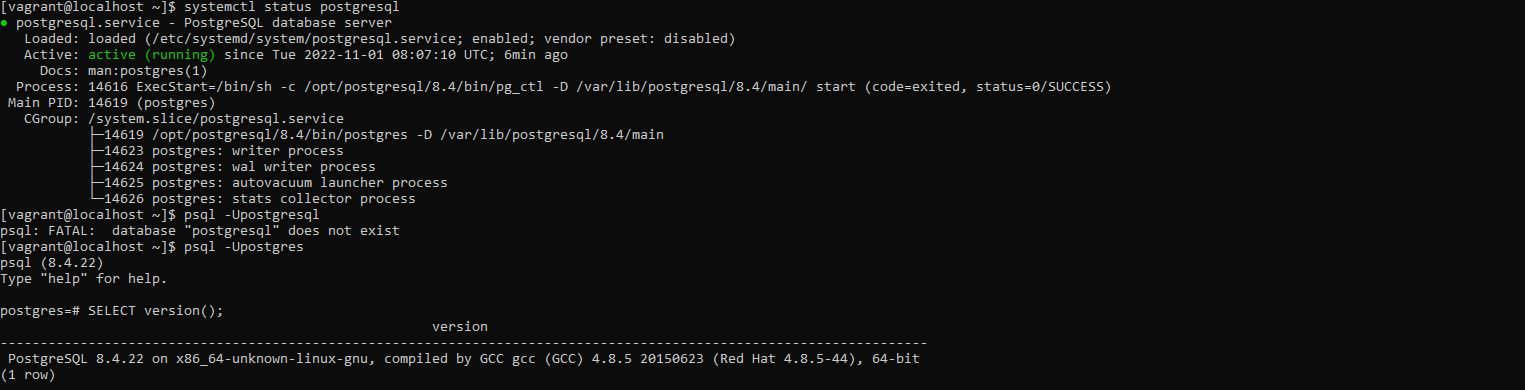 [vagrant@localhost ~]$ systemctl status postgresql
● postgresql.service - PostgreSQL database server
   Loaded: loaded (/etc/systemd/system/postgresql.service; enabled; vendor preset: disabled)
   Active: active (running) since Tue 2022-11-01 08:07:10 UTC; 6min ago
     Docs: man:postgres(1)
  Process: 14616 ExecStart=/bin/sh -c /opt/postgresql/8.4/bin/pg_ctl -D /var/lib/postgresql/8.4/main/ start (code=exited, status=0/SUCCESS)
 Main PID: 14619 (postgres)
   CGroup: /system.slice/postgresql.service
           ├─14619 /opt/postgresql/8.4/bin/postgres -D /var/lib/postgresql/8.4/main
           ├─14623 postgres: writer process
           ├─14624 postgres: wal writer process
           ├─14625 postgres: autovacuum launcher process
           └─14626 postgres: stats collector process
[vagrant@localhost ~]$ psql -Upostgresql
psql: FATAL:  database "postgresql" does not exist
[vagrant@localhost ~]$ psql -Upostgres
psql (8.4.22)
Type "help" for help.

postgres=# SELECT version();
                                                      version
--------------------------------------------------------------------------------------------------------------------
 PostgreSQL 8.4.22 on x86_64-unknown-linux-gnu, compiled by GCC gcc (GCC) 4.8.5 20150623 (Red Hat 4.8.5-44), 64-bit
(1 row)